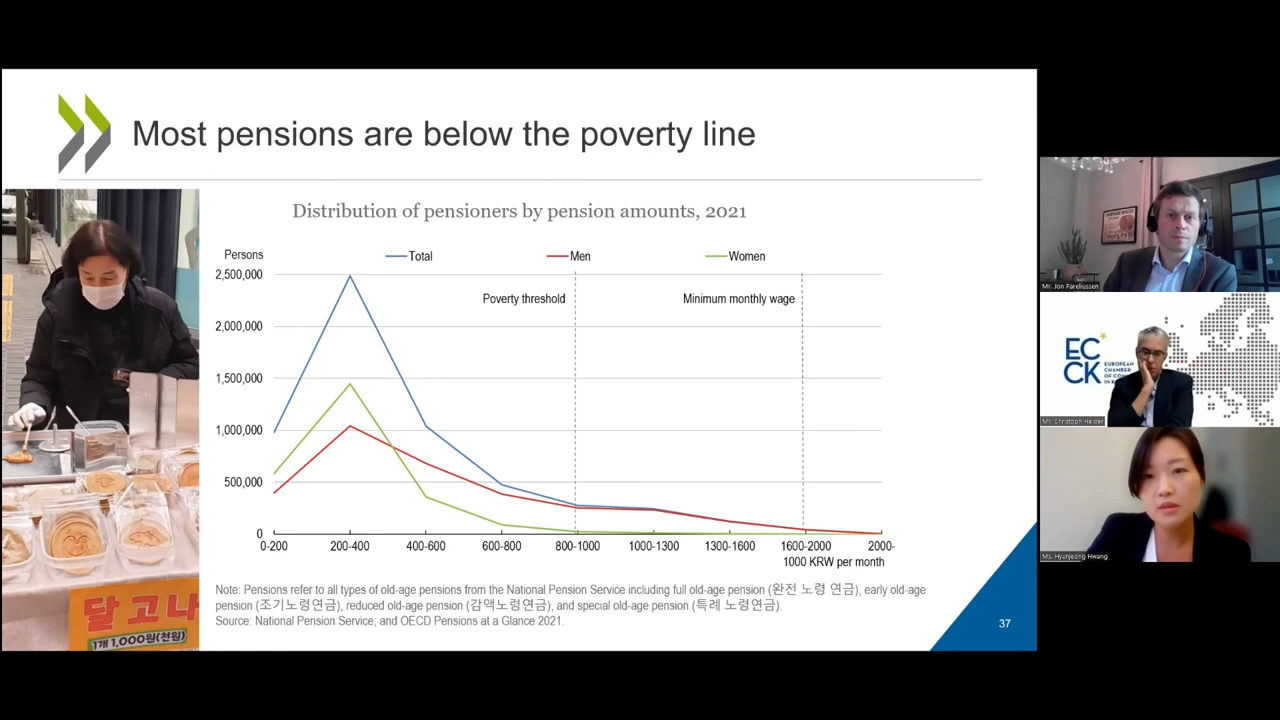 Most pensions are below the poverty line
Distribution of pensioners by pension amounts, 2021
Persons
Total
Men
Women
2,500,000
2,000,000
1,500,000
1,000,000
500,000
0
Poverty threshold
Minimum monthly wage
0-200
200-400
400-600
600-800
800-1000
1000-1300
1300-1600
1600-2000
2000-
1000 KRW per month
Note: Pensions refer to all types of old-age pensions from the National Pension Service including full old-age pension (완전 노령 연금), early old-age
pension (조기노령연금), reduced old-age pension (감액노령연금), and special old-age pension (특례 노령연금).
Source: National Pension Service; and OECD Pensions at a Glance 2021.
37
달고나
1개 1,000원(천원)
Mr. Jon Pareliussen
EC
CK
EUROPEAN
CHAMBER
OF COM
Mr. Christoph Heider
Ms. Hyunjeong Hwang